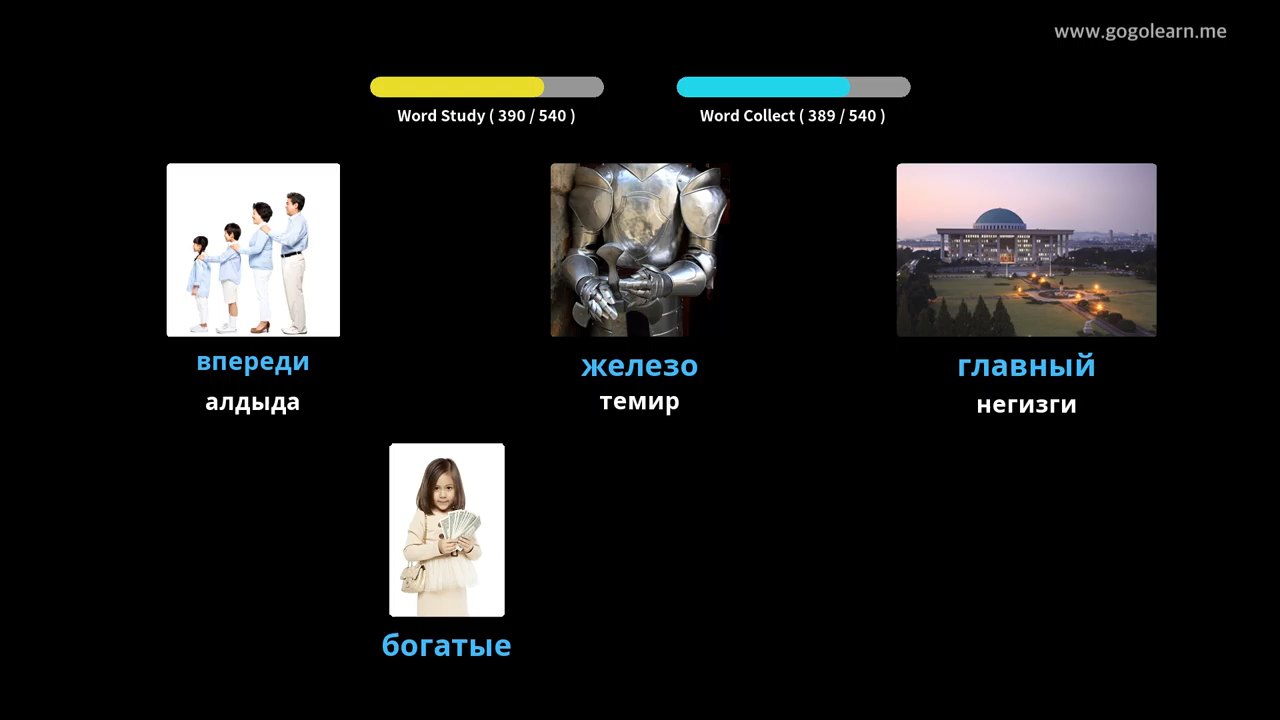 www.gogolearn.me
Word Study ( 390 / 540 )
Word Collect ( 389 / 540 )
впереди
алдыда
железо
темир
главный
негизги
богатые